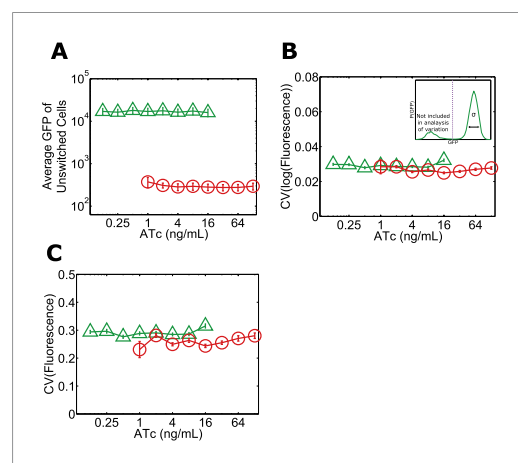 A
Average GFP of
Unswitched Cells
10^5
10^4
10^3
10^2
0.25 1 4 16 64
ATc (ng/mL)
B
CV(log(Fluorescence))
0.08
0.06
0.04
0.02
0
0.25 1 4 16 64
ATc (ng/mL)
P(GFP)
Not included
in analaysis
of variation
σ
GFP
C
CV(Fluorescence)
0.5
0.4
0.3
0.2
0.1
0
0.25 1 4 16 64
ATc (ng/mL)